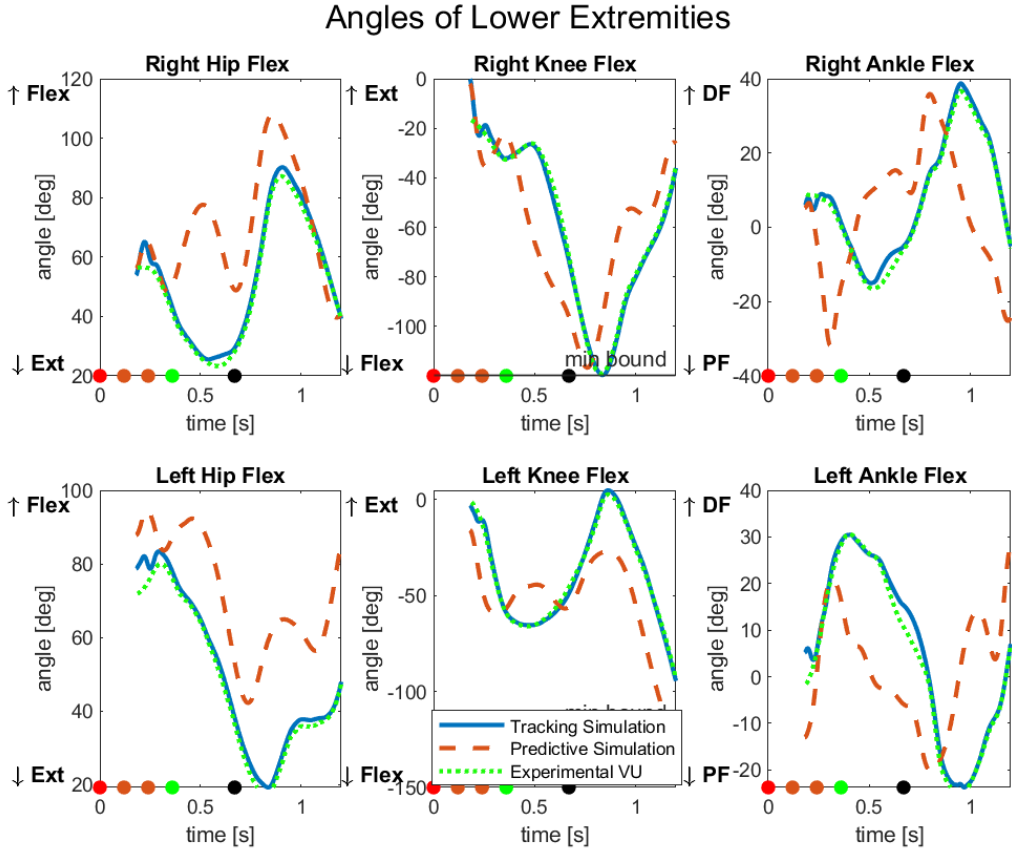 Angles of Lower Extremities
Right Hip Flex
Right Knee Flex
Right Ankle Flex
↑ Flex
↓ Ext
120
100
80
60
40
20
angle [deg]
0
0.5
1
time [s]
↑ Ext
↓ Flex
0
-20
-40
-60
-80
-100
angle [deg]
min bound
0
0.5
1
time [s]
↑ DF
↓ PF
40
20
0
-20
-40
angle [deg]
0
0.5
1
time [s]
Left Hip Flex
Left Knee Flex
Left Ankle Flex
↑ Flex
↓ Ext
100
80
60
40
20
angle [deg]
0
0.5
1
time [s]
↑ Ext
↓ Flex
0
-50
-100
-150
angle [deg]
min bound
Tracking Simulation
Predictive Simulation
Experimental VU
0
0.5
1
time [s]
↑ DF
↓ PF
40
30
20
10
0
-10
-20
angle [deg]
0
0.5
1
time [s]